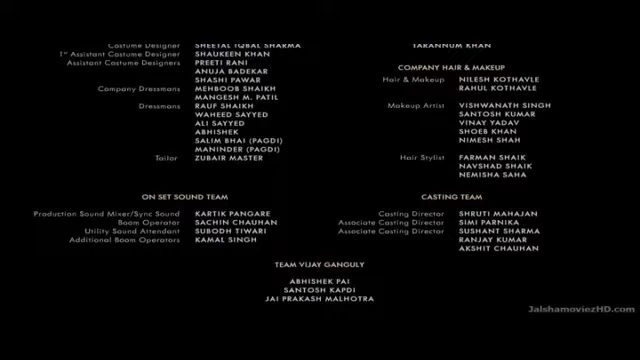 Costume Designer SHEETAL IQBAL SHARMA
1st Assistant Costume Designer SHAUKEEN KHAN
Assistant Costume Designers PREETI RANI
ANUJA BADEKAR
SHASHI PAWAR
Company Dressmans MEHBOOB SHAIKH
MANGESH M. PATIL
Dressmans RAUF SHAIKH
WAHEED SAYYED
ALI SAYYED
ABHISHEK
SALIM BHAI (PAGDI)
MANINDER (PAGDI)
Tailor ZUBAIR MASTER
ON SET SOUND TEAM
Production Sound Mixer/Sync Sound KARTIK PANGARE
Boom Operator SACHIN CHAUHAN
Utility Sound Attendant SUBODH TIWARI
Additional Boom Operators KAMAL SINGH
TARANNUM KHAN
COMPANY HAIR & MAKEUP
Hair & Makeup NILESH KOTHAVLE
RAHUL KOTHAVLE
Makeup Artist VISHWANATH SINGH
SANTOSH KUMAR
VINAY YADAV
SHOEB KHAN
NIMESH SHAH
Hair Stylist FARMAN SHAIK
NAVSHAD SHAIK
NEMISHA SAHA
CASTING TEAM
Casting Director SHRUTI MAHAJAN
Associate Casting Director SIMI PARNIKA
Associate Casting Director SUSHANT SHARMA
RANJAY KUMAR
AKSHIT CHAUHAN
TEAM VIJAY GANGULY
ABHISHEK PAI
SANTOSH KAPDI
JAI PRAKASH MALHOTRA
JalshamoviezHD.com